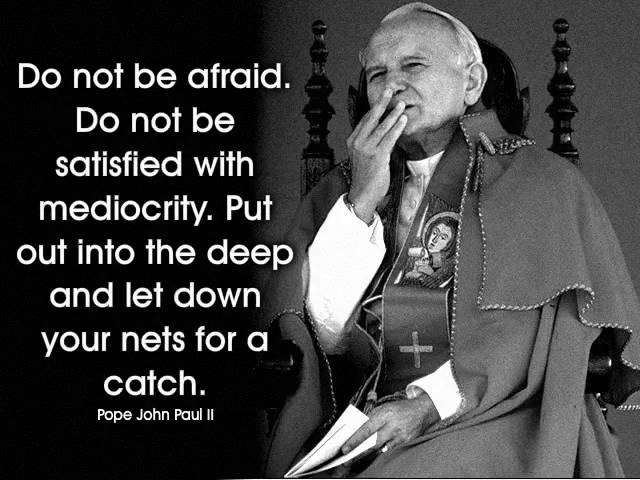 Do not be afraid.
Do not be
satisfied with
mediocrity. Put
out into the deep
and let down
your nets for a
catch.
Pope John Paul II